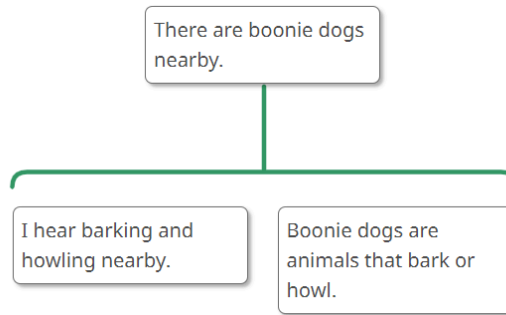 There are boonie dogs
nearby.
I hear barking and
howling nearby.
Boonie dogs are
animals that bark or
howl.